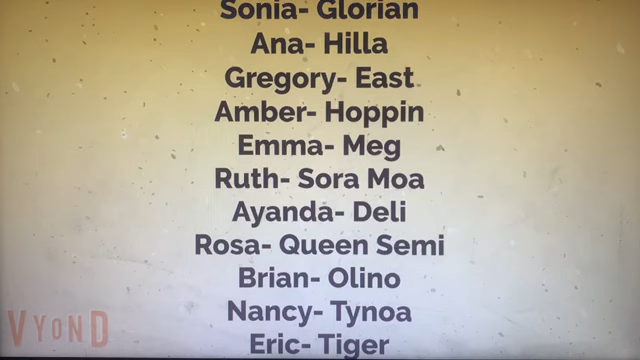 Sonia- Glorian
Ana- Hilla
Gregory- East
Amber- Hoppin
Emma- Meg
Ruth- Sora Moa
Ayanda- Deli
Rosa- Queen Semi
Brian- Olino
Nancy- Tynoa
Eric- Tiger
VYOND